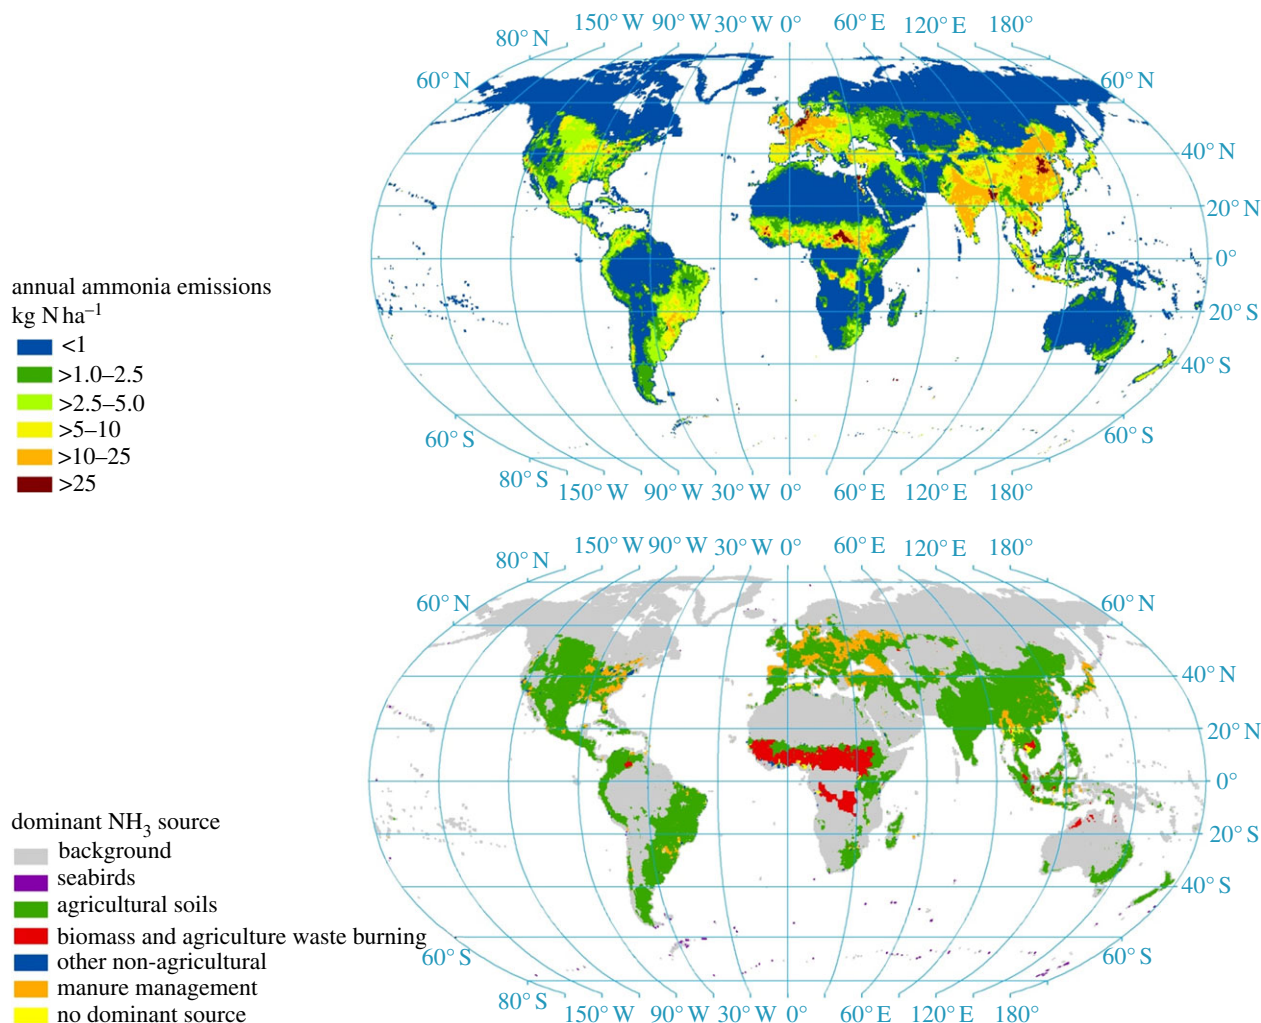 150° W 90° W 30° W 0° 60° E 120° E 180°
80° N
60° N 60° N
40° N
20° N
0°
20° S
40° S
60° S 60° S
80° S
150° W 90° W 30° W 0° 60° E 120° E 180°
annual ammonia emissions
kg N ha–1
<1
>1.0–2.5
>2.5–5.0
>5–10
>10–25
>25
150° W 90° W 30° W 0° 60° E 120° E 180°
80° N
60° N 60° N
40° N
20° N
0°
20° S
40° S
60° S 60° S
80° S
150° W 90° W 30° W 0° 60° E 120° E 180°
dominant NH3 source
background
seabirds
agricultural soils
biomass and agriculture waste burning
other non-agricultural
manure management
no dominant source